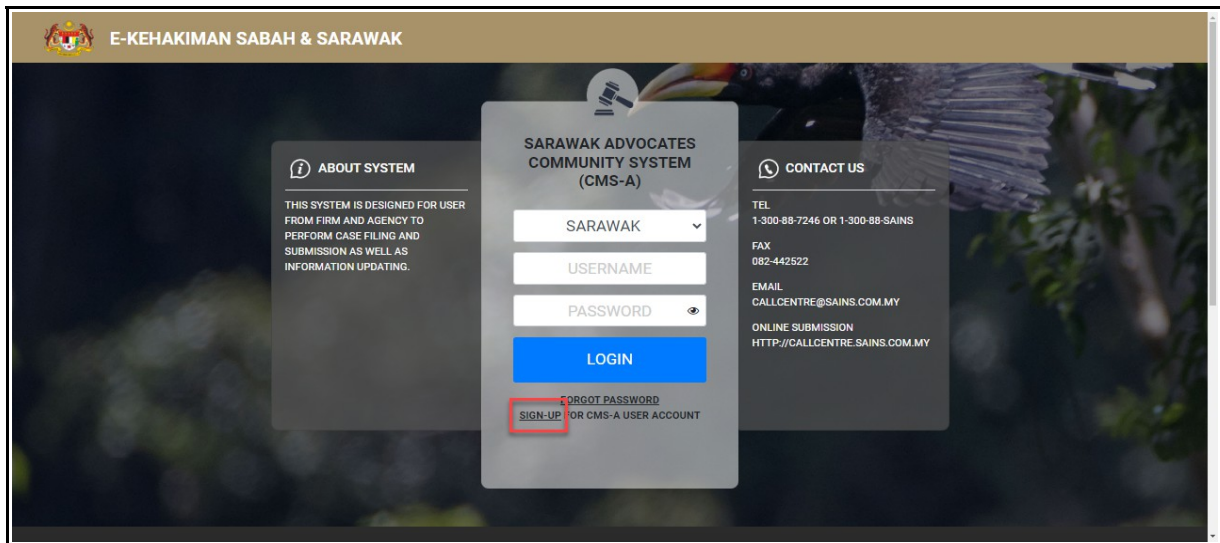 E-KEHAKIMAN SABAH & SARAWAK
ABOUT SYSTEM
THIS SYSTEM IS DESIGNED FOR USER
FROM FIRM AND AGENCY TO
PERFORM CASE FILING AND
SUBMISSION AS WELL AS
INFORMATION UPDATING.
SARAWAK ADVOCATES
COMMUNITY SYSTEM
(CMS-A)
SARAWAK
USERNAME
PASSWORD
LOGIN
FORGOT PASSWORD
SIGN-UP FOR CMS-A USER ACCOUNT
CONTACT US
TEL
1-300-88-7246 OR 1-300-88-SAINS
FAX
082-442522
EMAIL
CALLCENTRE@SAINS.COM.MY
ONLINE SUBMISSION
HTTP://CALLCENTRE.SAINS.COM.MY